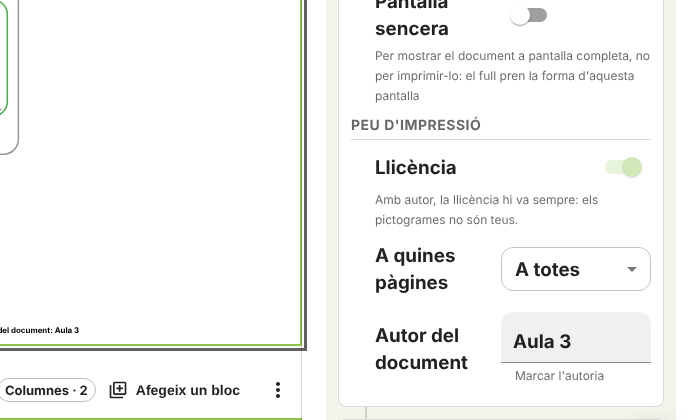 Pantalla
sencera
Per mostrar el document a pantalla completa, no
per imprimir-lo: el full pren la forma d'aquesta
pantalla
PEU D'IMPRESSIÓ
Llicència
Amb autor, la llicència hi va sempre: els
pictogrames no són teus.
A quines
pàgines
A totes
Autor del
document
Aula 3
Marcar l'autoria
del document: Aula 3
Columnes · 2
Afegeix un bloc